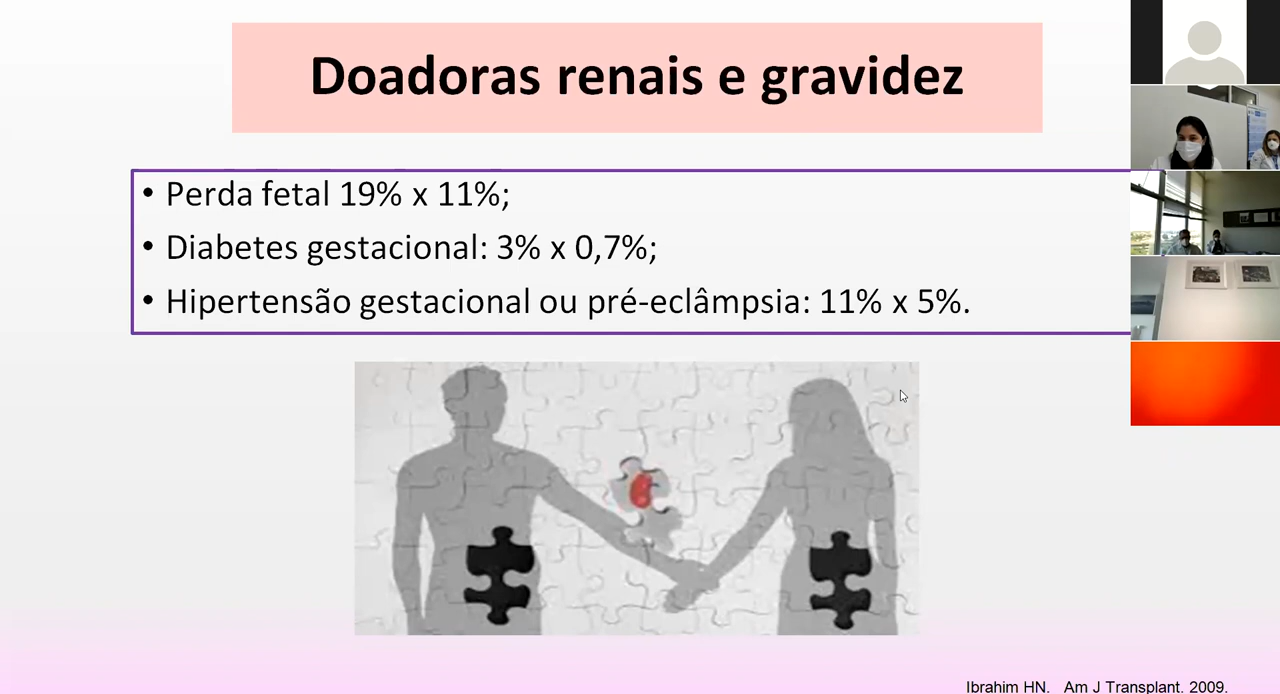 Doadoras renais e gravidez
• Perda fetal 19% x 11%;
• Diabetes gestacional: 3% x 0,7%;
• Hipertensão gestacional ou pré-eclâmpsia: 11% x 5%.
Ibrahim HN. Am J Transplant. 2009.